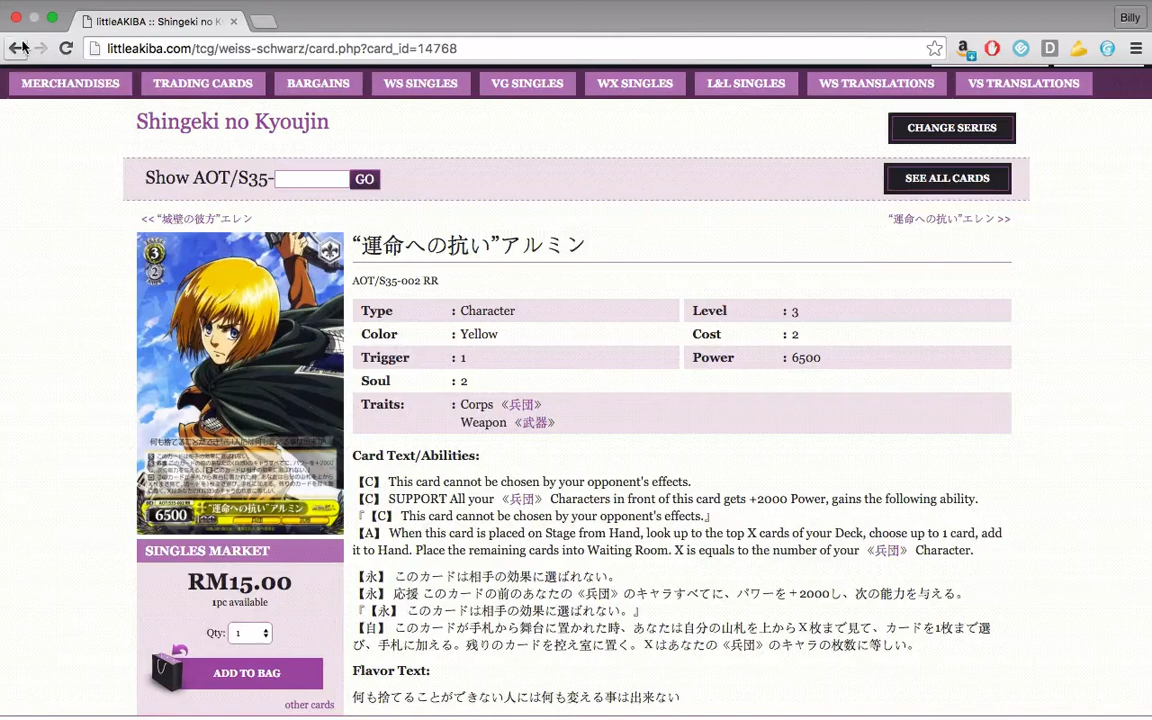 littleAKIBA :: Shingeki no K
Billy
littleakiba.com/tcg/weiss-schwarz/card.php?card_id=14768
MERCHANDISES TRADING CARDS BARGAINS WS SINGLES VG SINGLES WX SINGLES L&L SINGLES WS TRANSLATIONS VS TRANSLATIONS
Shingeki no Kyoujin
CHANGE SERIES
Show AOT/S35- GO
SEE ALL CARDS
<< “城壁の彼方”エレン
“運命への抗い”エレン >>
“運命への抗い”アルミン
AOT/S35-002 RR
Type : Character
Level : 3
Color : Yellow
Cost : 2
Trigger : 1
Power : 6500
Soul : 2
Traits: : Corps 《兵団》
Weapon 《武器》
Card Text/Abilities:
【C】 This card cannot be chosen by your opponent's effects.
【C】 SUPPORT All your 《兵団》 Characters in front of this card gets +2000 Power, gains the following ability.
『【C】 This card cannot be chosen by your opponent's effects.』
【A】 When this card is placed on Stage from Hand, look up to the top X cards of your Deck, choose up to 1 card, add
it to Hand. Place the remaining cards into Waiting Room. X is equals to the number of your 《兵団》 Character.
【永】 このカードは相手の効果に選ばれない。
【永】 応援 このカードの前のあなたの《兵団》のキャラすべてに、パワーを＋2000し、次の能力を与える。
『【永】 このカードは相手の効果に選ばれない。』
【自】 このカードが手札から舞台に置かれた時、あなたは自分の山札を上からＸ枚まで見て、カードを1枚まで選
び、手札に加える。残りのカードを控え室に置く。Ｘはあなたの《兵団》のキャラの枚数に等しい。
Flavor Text:
何も捨てることができない人には何も変える事は出来ない
3
2
6500 “運命への抗い”アルミン
SINGLES MARKET
RM15.00
1pc available
Qty: 1
ADD TO BAG
other cards